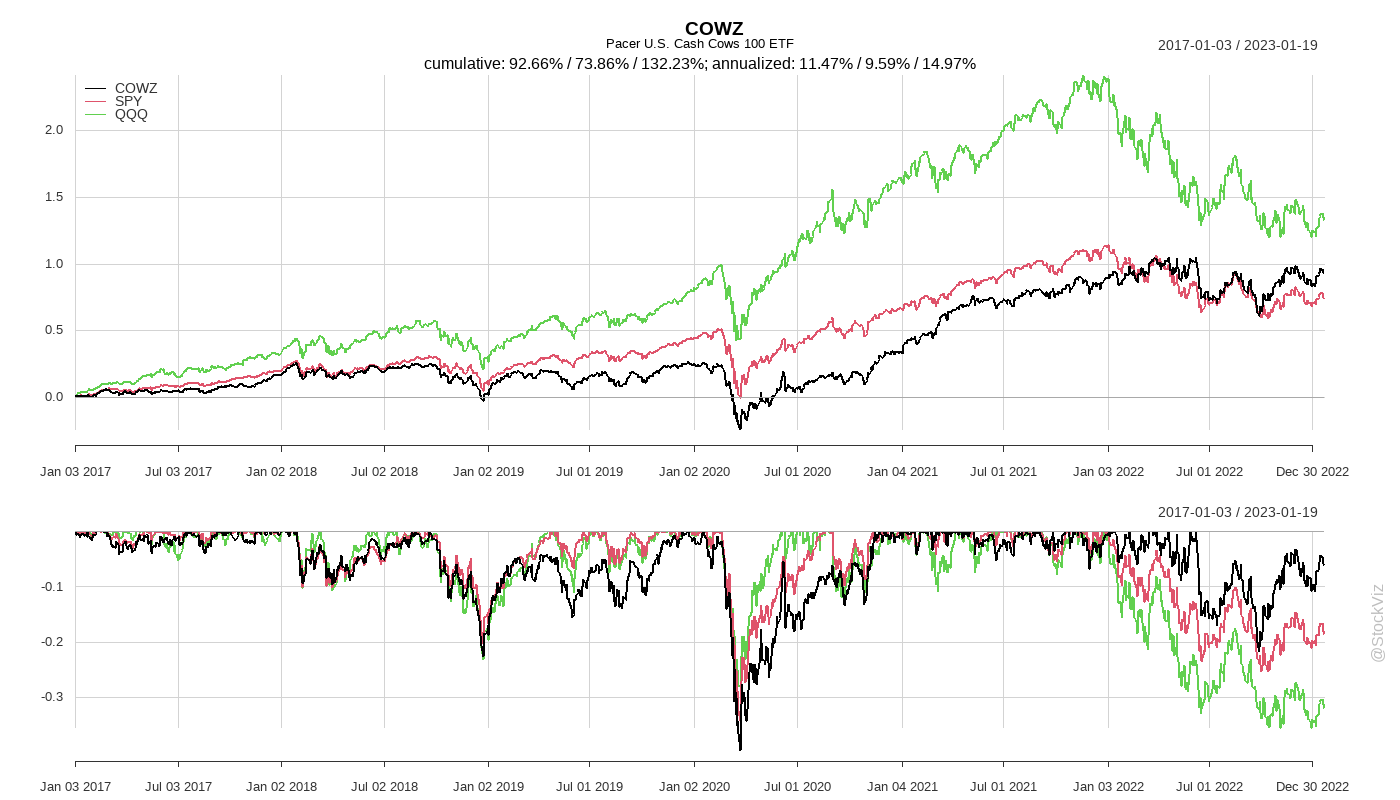 COWZ
Pacer U.S. Cash Cows 100 ETF
2017-01-03 / 2023-01-19
cumulative: 92.66% / 73.86% / 132.23%; annualized: 11.47% / 9.59% / 14.97%
COWZ
SPY
QQQ
2.0
1.5
1.0
0.5
0.0
Jan 03 2017 Jul 03 2017 Jan 02 2018 Jul 02 2018 Jan 02 2019 Jul 01 2019 Jan 02 2020 Jul 01 2020 Jan 04 2021 Jul 01 2021 Jan 03 2022 Jul 01 2022 Dec 30 2022
2017-01-03 / 2023-01-19
-0.1
-0.2
-0.3
Jan 03 2017 Jul 03 2017 Jan 02 2018 Jul 02 2018 Jan 02 2019 Jul 01 2019 Jan 02 2020 Jul 01 2020 Jan 04 2021 Jul 01 2021 Jan 03 2022 Jul 01 2022 Dec 30 2022
@StockViz